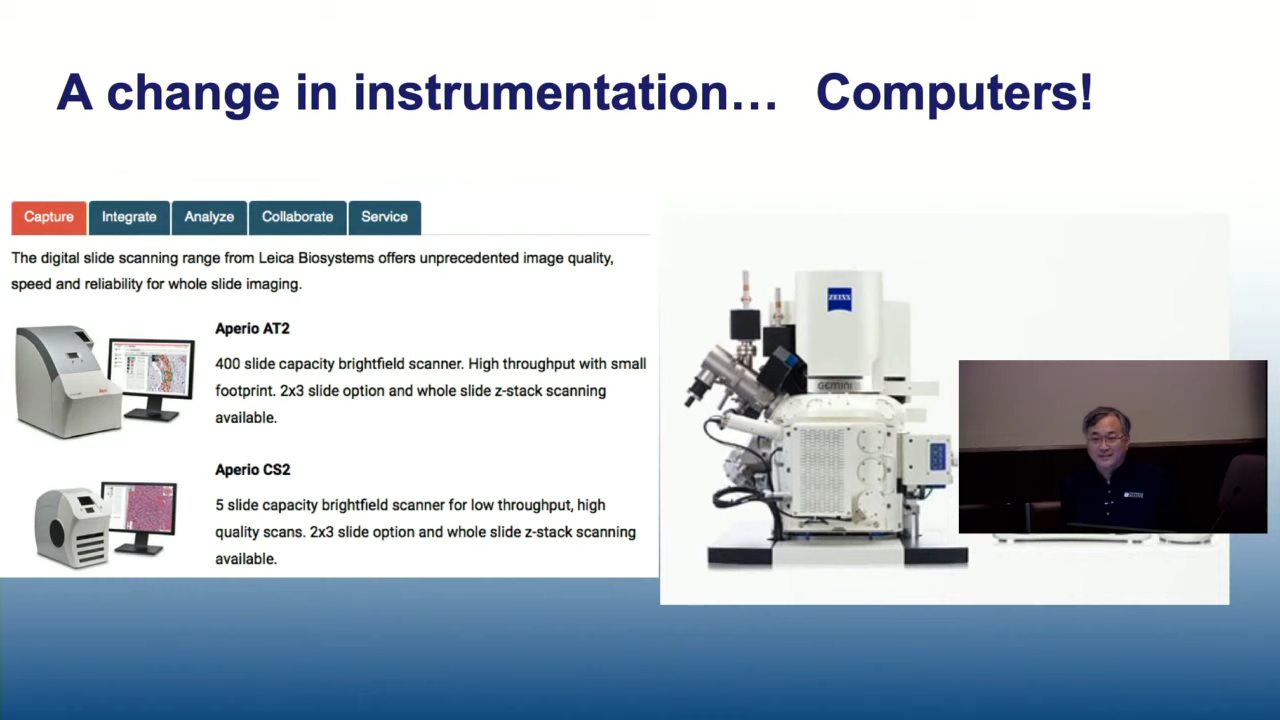 A change in instrumentation… Computers!
Capture Integrate Analyze Collaborate Service
The digital slide scanning range from Leica Biosystems offers unprecedented image quality,
speed and reliability for whole slide imaging.
Aperio AT2
400 slide capacity brightfield scanner. High throughput with small
footprint. 2x3 slide option and whole slide z-stack scanning
available.
Aperio CS2
5 slide capacity brightfield scanner for low throughput, high
quality scans. 2x3 slide option and whole slide z-stack scanning
available.
ZEISS
GEMINI